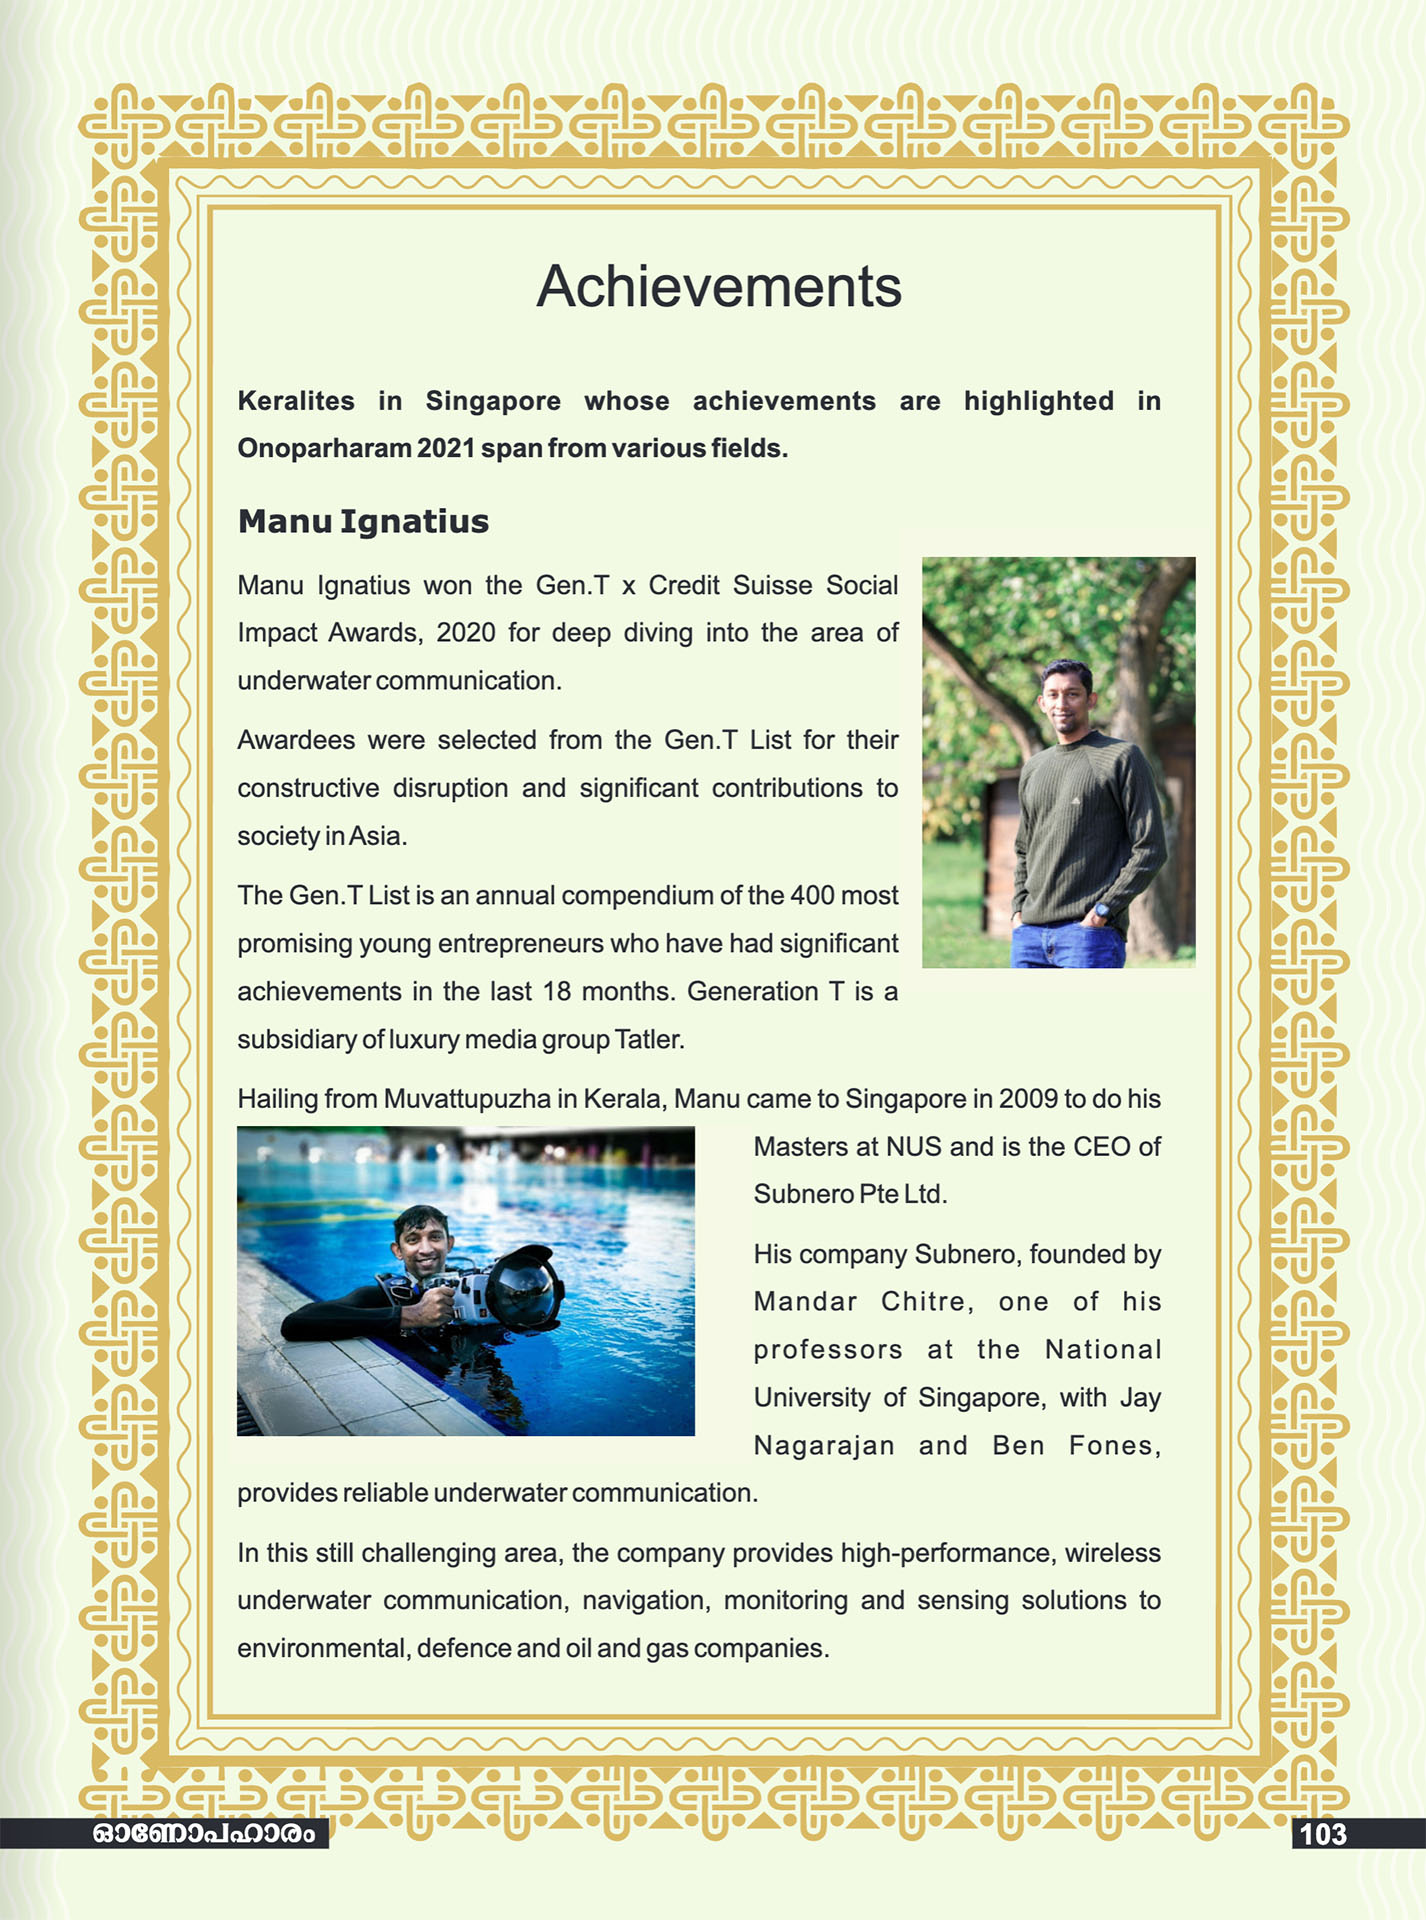 Achievements
Keralites in Singapore whose achievements are highlighted in
Onoparharam 2021 span from various fields.
Manu Ignatius
Manu Ignatius won the Gen.T x Credit Suisse Social
Impact Awards, 2020 for deep diving into the area of
underwater communication.
Awardees were selected from the Gen.T List for their
constructive disruption and significant contributions to
society in Asia.
The Gen.T List is an annual compendium of the 400 most
promising young entrepreneurs who have had significant
achievements in the last 18 months. Generation T is a
subsidiary of luxury media group Tatler.
Hailing from Muvattupuzha in Kerala, Manu came to Singapore in 2009 to do his
Masters at NUS and is the CEO of
Subnero Pte Ltd.
His company Subnero, founded by
Mandar Chitre, one of his
professors at the National
University of Singapore, with Jay
Nagarajan and Ben Fones,
provides reliable underwater communication.
In this still challenging area, the company provides high-performance, wireless
underwater communication, navigation, monitoring and sensing solutions to
environmental, defence and oil and gas companies.
ഓണോപഹാരം
103